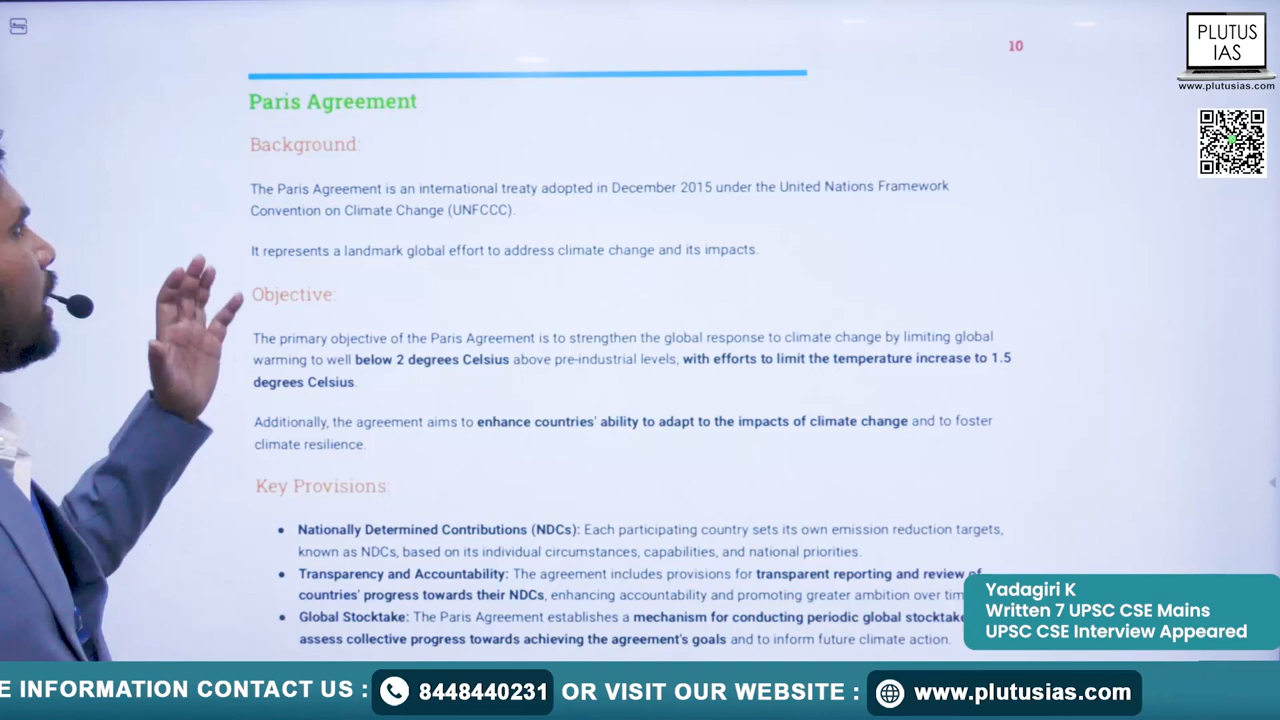 10
PLUTUS
IAS
www.plutusias.com
Paris Agreement
Background:
The Paris Agreement is an international treaty adopted in December 2015 under the United Nations Framework
Convention on Climate Change (UNFCCC).
It represents a landmark global effort to address climate change and its impacts.
Objective:
The primary objective of the Paris Agreement is to strengthen the global response to climate change by limiting global
warming to well below 2 degrees Celsius above pre-industrial levels, with efforts to limit the temperature increase to 1.5
degrees Celsius.
Additionally, the agreement aims to enhance countries' ability to adapt to the impacts of climate change and to foster
climate resilience.
Key Provisions:
• Nationally Determined Contributions (NDCs): Each participating country sets its own emission reduction targets,
known as NDCs, based on its individual circumstances, capabilities, and national priorities.
• Transparency and Accountability: The agreement includes provisions for transparent reporting and review of
countries' progress towards their NDCs, enhancing accountability and promoting greater ambition over
• Global Stocktake: The Paris Agreement establishes a mechanism for conducting periodic global stocktake
assess collective progress towards achieving the agreement's goals and to inform future climate action.
Yadagiri K
Written 7 UPSC CSE Mains
UPSC CSE Interview Appeared
E INFORMATION CONTACT US : 8448440231 OR VISIT OUR WEBSITE : www.plutusias.com